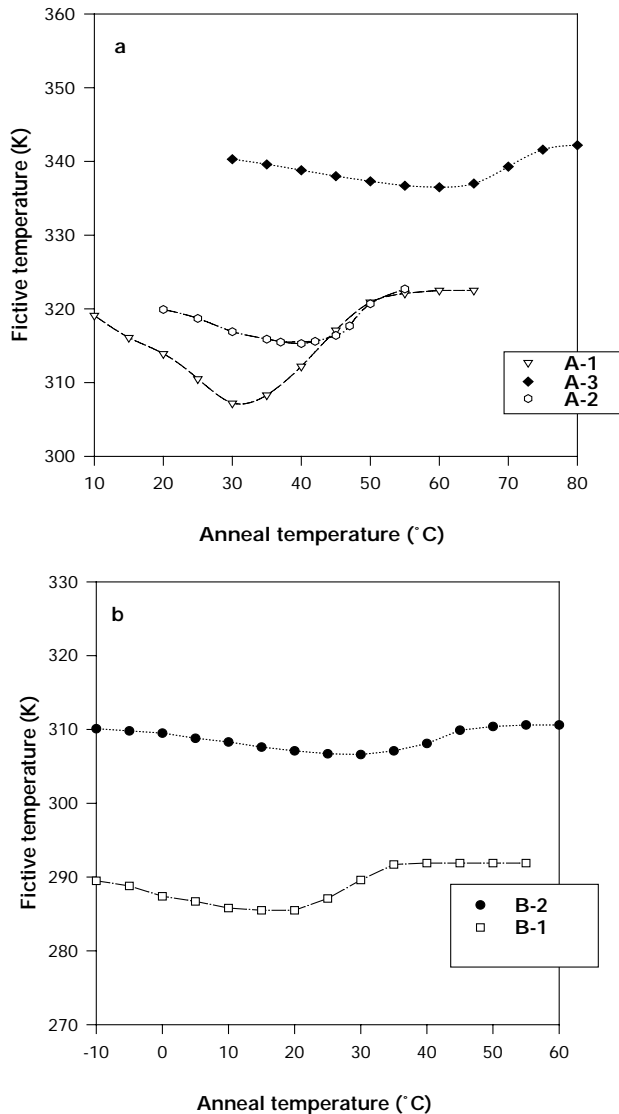 a
Fictive temperature (K)
360
350
340
330
320
310
300
10 20 30 40 50 60 70 80
Anneal temperature (˚C)
A-1
A-3
A-2
b
Fictive temperature (K)
330
320
310
300
290
280
270
-10 0 10 20 30 40 50 60
Anneal temperature (˚C)
B-2
B-1